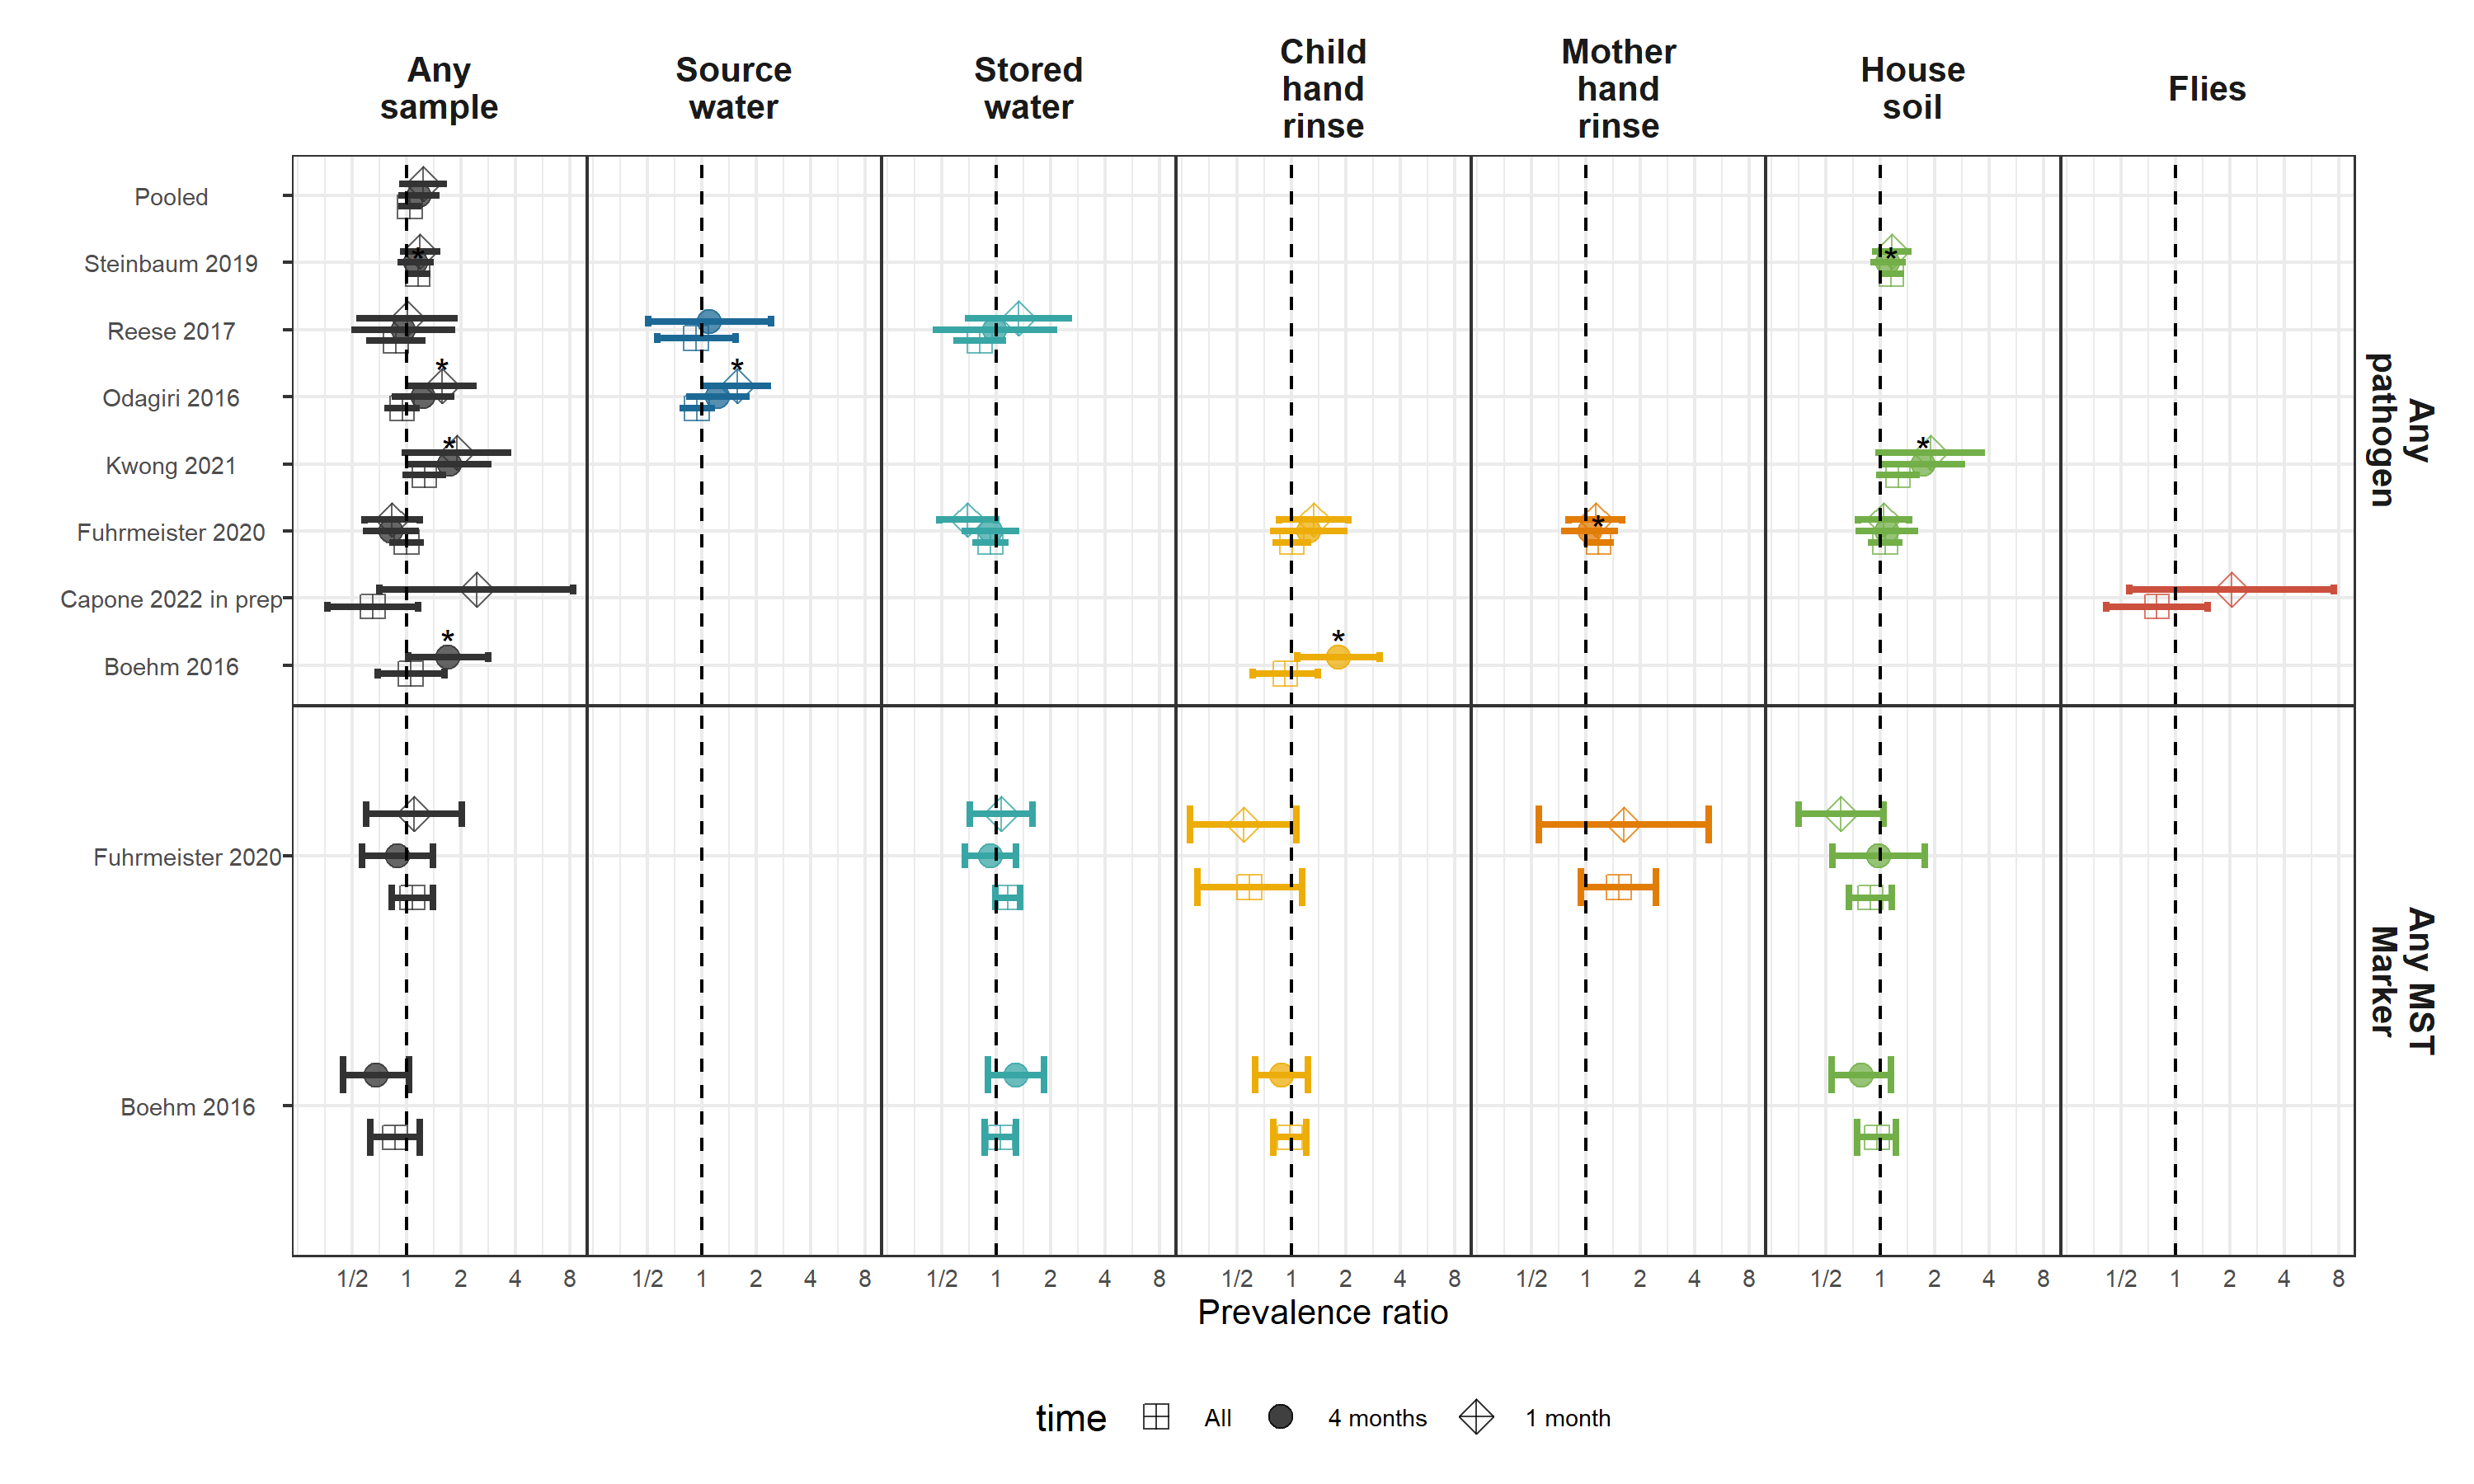 Any
sample
Source
water
Stored
water
Child
hand
rinse
Mother
hand
rinse
House
soil
Flies
Pooled
Steinbaum 2019
*
*
Reese 2017
Odagiri 2016
*
*
Kwong 2021
*
*
Fuhrmeister 2020
*
Capone 2022 in prep
Boehm 2016
*
*
Any
pathogen
Fuhrmeister 2020
Boehm 2016
Any MST
Marker
1/2 1 2 4 8 1/2 1 2 4 8 1/2 1 2 4 8 1/2 1 2 4 8 1/2 1 2 4 8 1/2 1 2 4 8 1/2 1 2 4 8
Prevalence ratio
time All 4 months 1 month